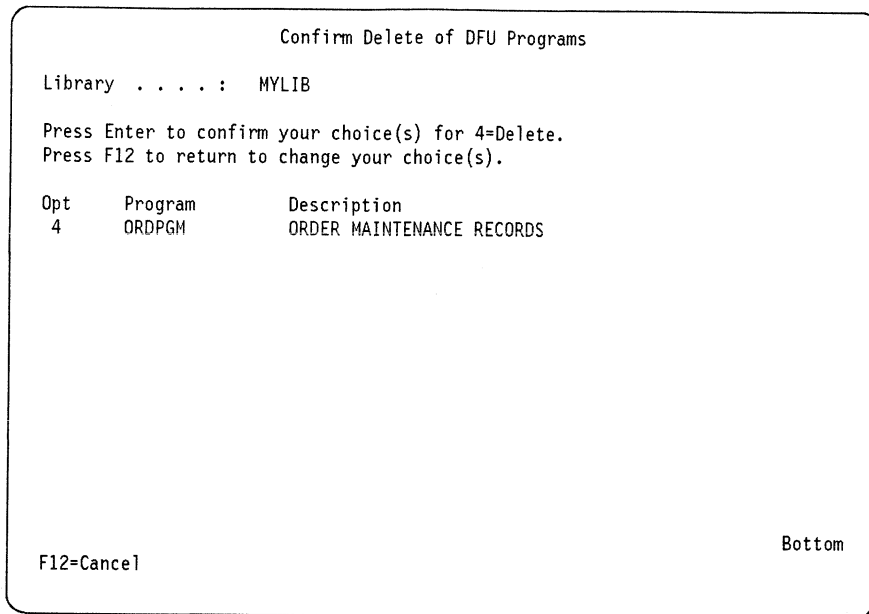 Confirm Delete of DFU Programs
Library . . . . : MYLIB
Press Enter to confirm your choice(s) for 4=Delete.
Press F12 to return to change your choice(s).
Opt Program Description
4 ORDPGM ORDER MAINTENANCE RECORDS
Bottom
F12=Cancel